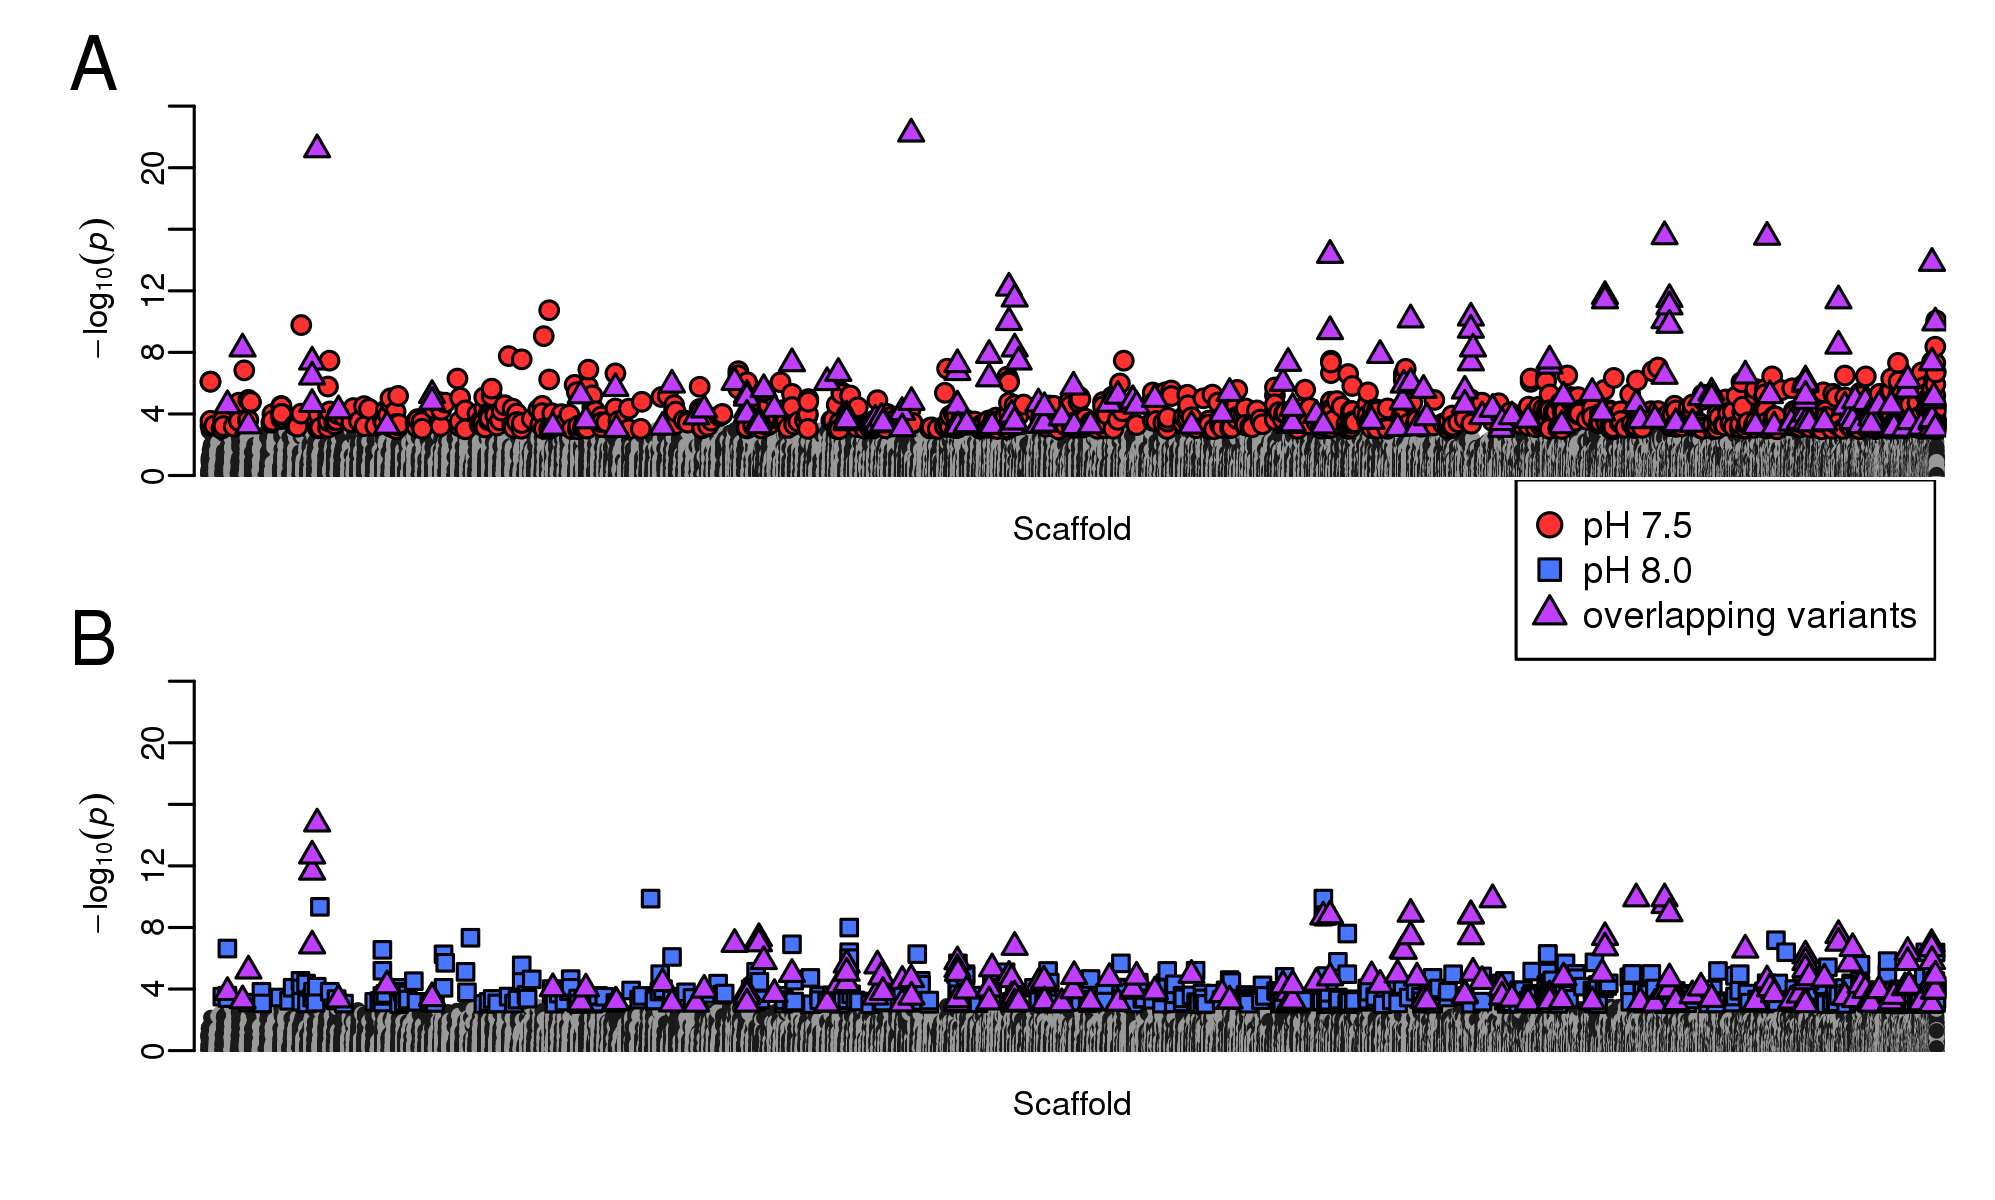 A
20
12
8
4
0
−log₁₀(p)
Scaffold
pH 7.5
pH 8.0
overlapping variants
B
20
12
8
4
0
−log₁₀(p)
Scaffold